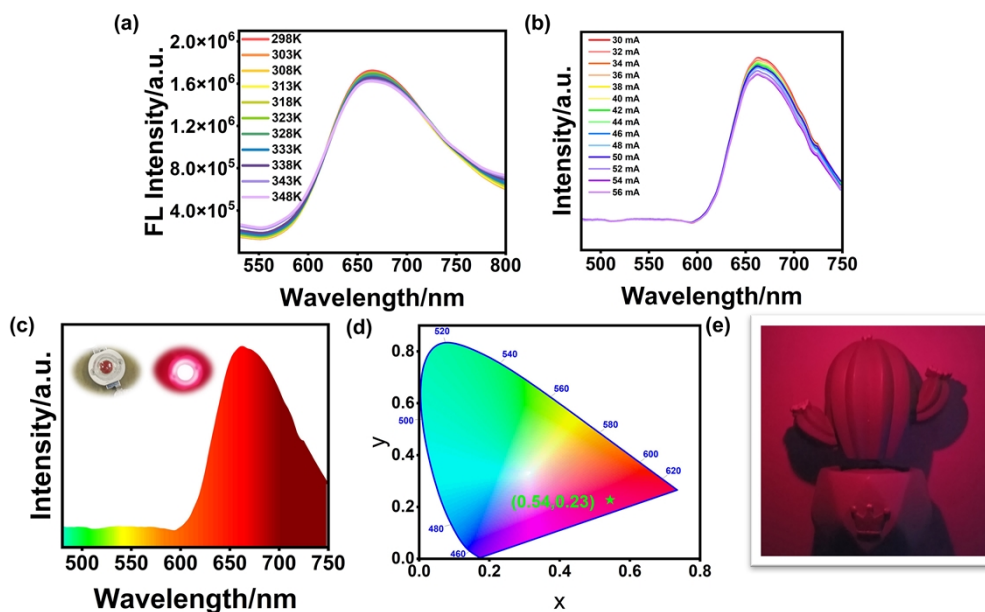 (a)
2.0×10⁶
1.6×10⁶
1.2×10⁶
8.0×10⁵
4.0×10⁵
FL Intensity/a.u.
298K
303K
308K
313K
318K
323K
328K
333K
338K
343K
348K
550 600 650 700 750 800
Wavelength/nm
(b)
Intensity/a.u.
30 mA
32 mA
34 mA
36 mA
38 mA
40 mA
42 mA
44 mA
46 mA
48 mA
50 mA
52 mA
54 mA
56 mA
500 550 600 650 700 750
Wavelength/nm
(c)
Intensity/a.u.
500 550 600 650 700 750
Wavelength/nm
(d)
0.8
0.6
0.4
0.2
0.0
y
520
540
560
500
580
600
620
(0.54,0.23)
480
460
0.0 0.2 0.4 0.6 0.8
x
(e)